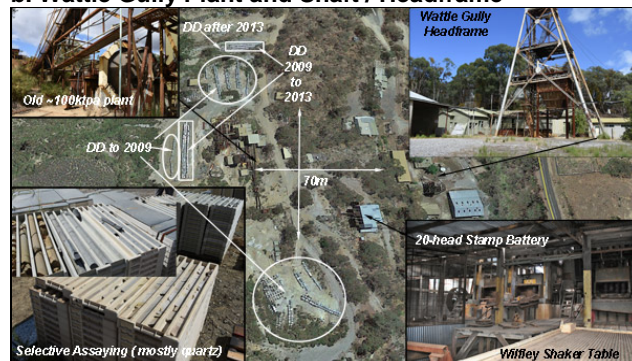 b. Wattle Gully Plant and Shaft / Headframe
DD after 2013
Wattle Gully
Headframe
DD
2009
to
2013
Old ~100ktpa plant
DD to 2009
70m
20-head Stamp Battery
Selective Assaying (mostly quartz)
Wilfley Shaker Table